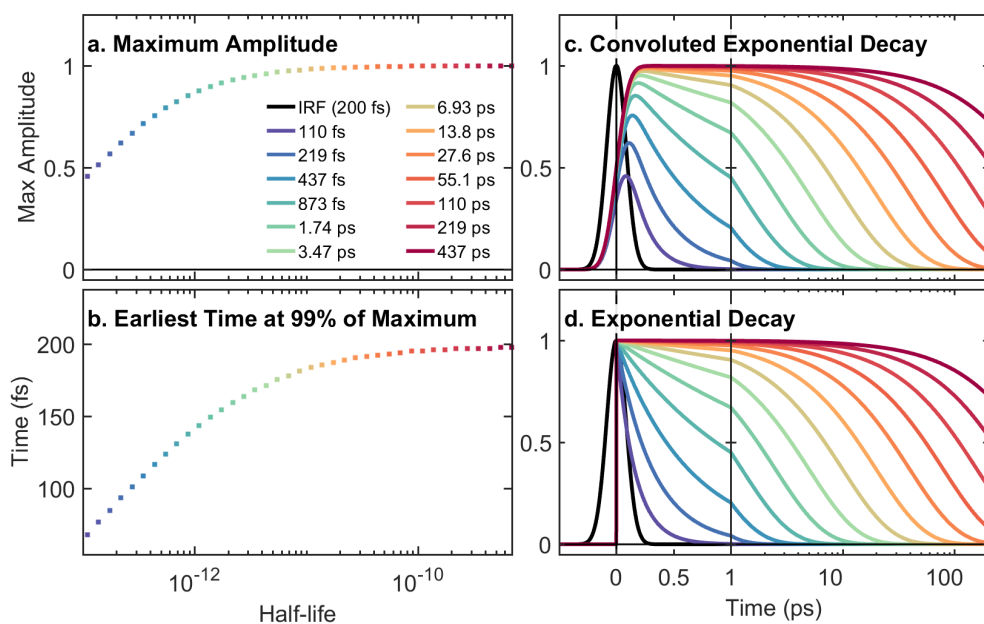 a. Maximum Amplitude
Max Amplitude
1
0.5
0
IRF (200 fs)
110 fs
219 fs
437 fs
873 fs
1.74 ps
3.47 ps
6.93 ps
13.8 ps
27.6 ps
55.1 ps
110 ps
219 ps
437 ps
b. Earliest Time at 99% of Maximum
Time (fs)
200
150
100
10⁻¹²
10⁻¹⁰
Half-life
c. Convoluted Exponential Decay
1
0.5
0
d. Exponential Decay
1
0.5
0
0
0.5
1
10
100
Time (ps)